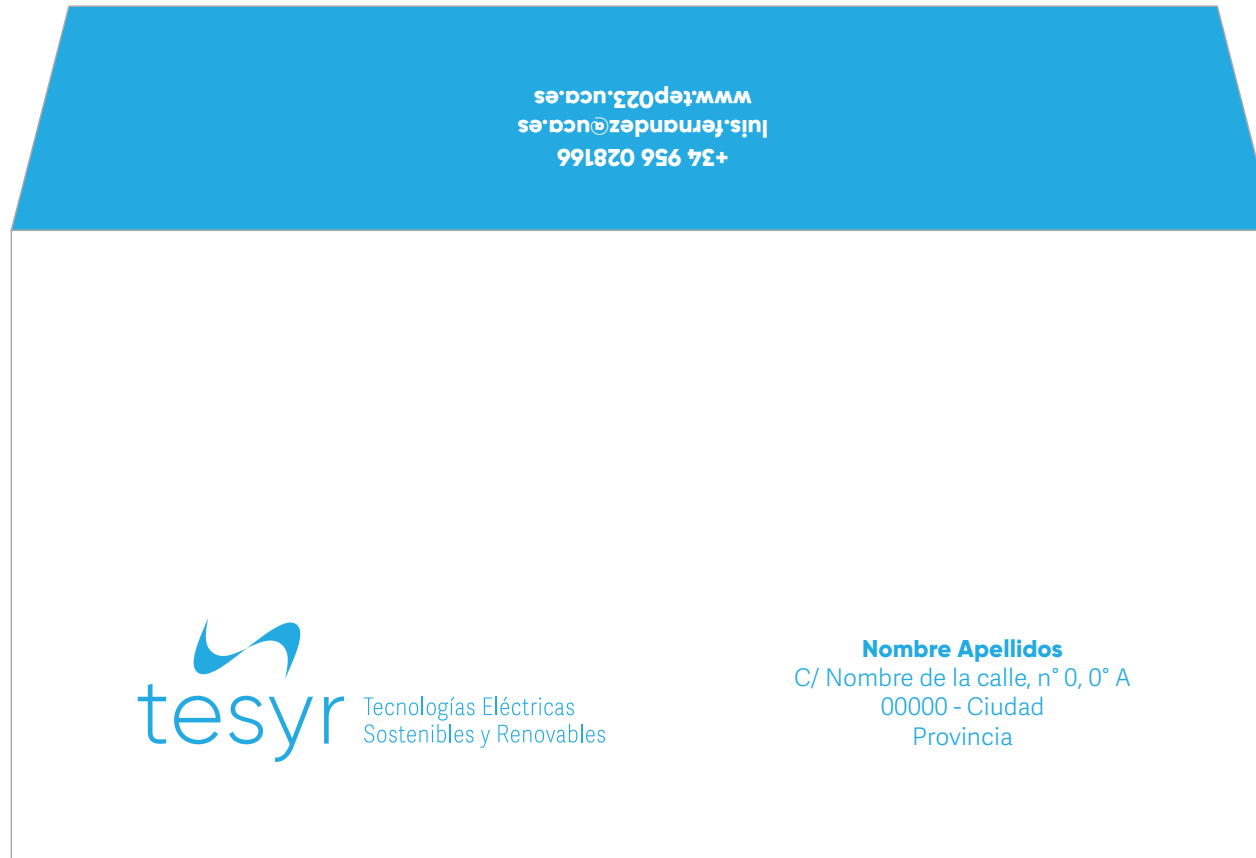 +34 956 028166
luis.fernandez@uca.es
www.tep023.uca.es
tesyr
Tecnologías Eléctricas
Sostenibles y Renovables
Nombre Apellidos
C/ Nombre de la calle, n° 0, 0° A
00000 - Ciudad
Provincia